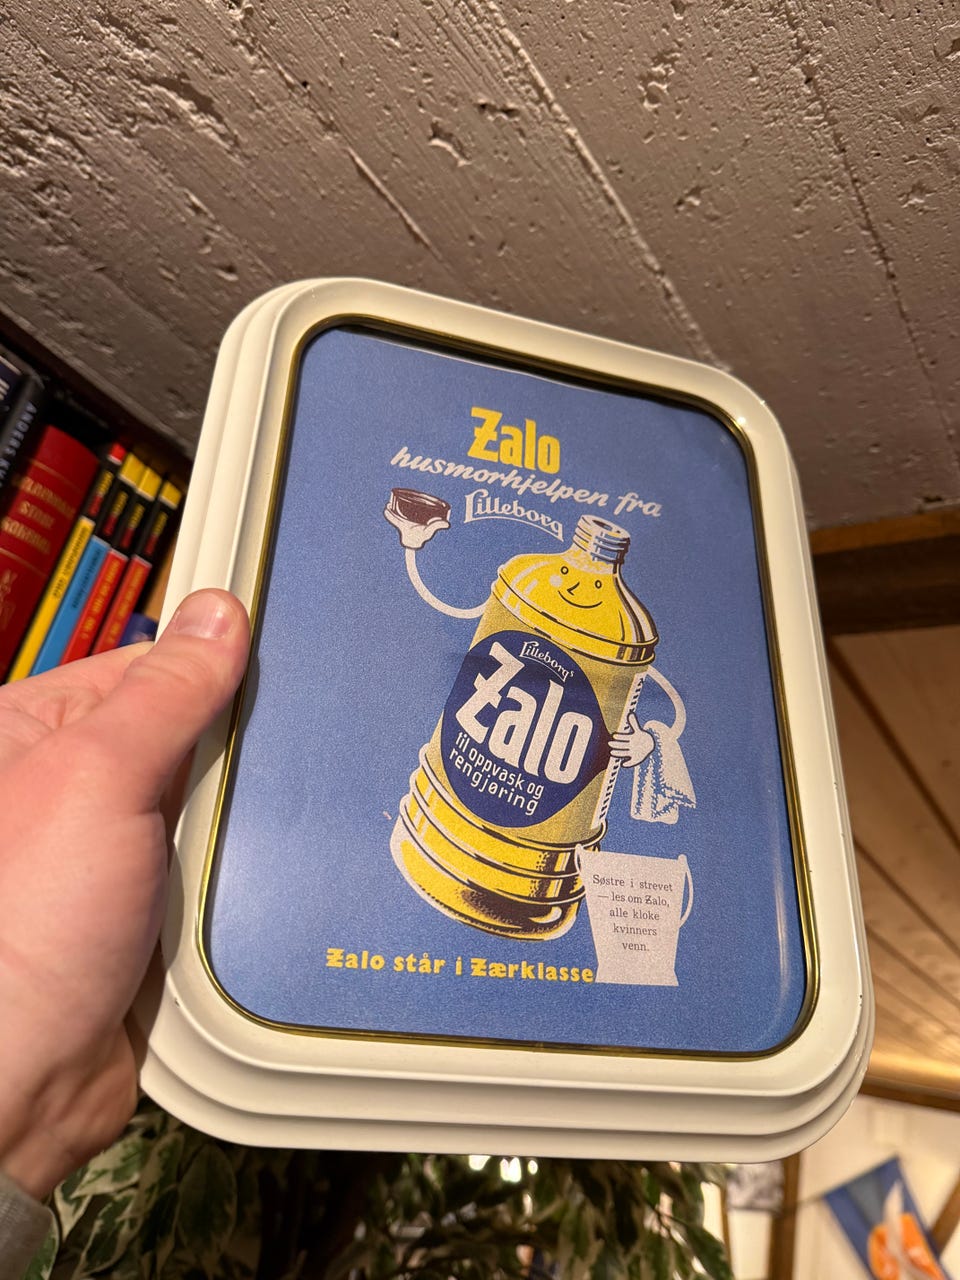 Zalo
husmorhjelpen fra
Lilleborg
Lilleborgs
Zalo
til oppvask og
rengjøring
Søstre i strevet
— les om Zalo,
alle kloke
kvinners
venn.
Zalo står i Zærklasse